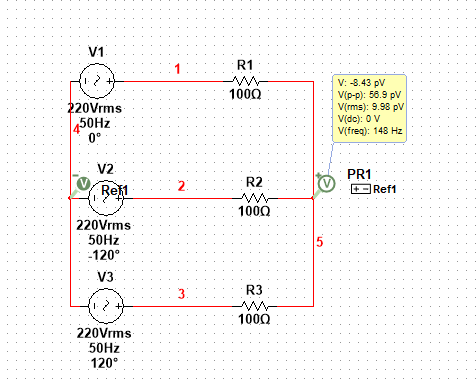 V1
1
R1
100Ω
220Vrms
50Hz
0°
4
V: -8.43 pV
V(p-p): 56.9 pV
V(rms): 9.98 pV
V(dc): 0 V
V(freq): 148 Hz
V
V2
Ref1
2
R2
100Ω
V
PR1
Ref1
220Vrms
50Hz
-120°
5
V3
3
R3
100Ω
220Vrms
50Hz
120°